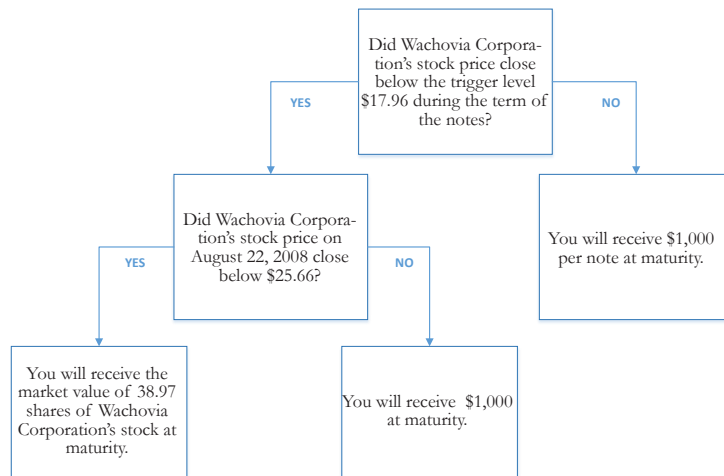 Did Wachovia Corpora-
tion's stock price close
below the trigger level
$17.96 during the term of
the notes?
YES
NO
Did Wachovia Corpora-
tion's stock price on
August 22, 2008 close
below $25.66?
You will receive $1,000
per note at maturity.
YES
NO
You will receive the
market value of 38.97
shares of Wachovia
Corporation's stock at
maturity.
You will receive $1,000
at maturity.